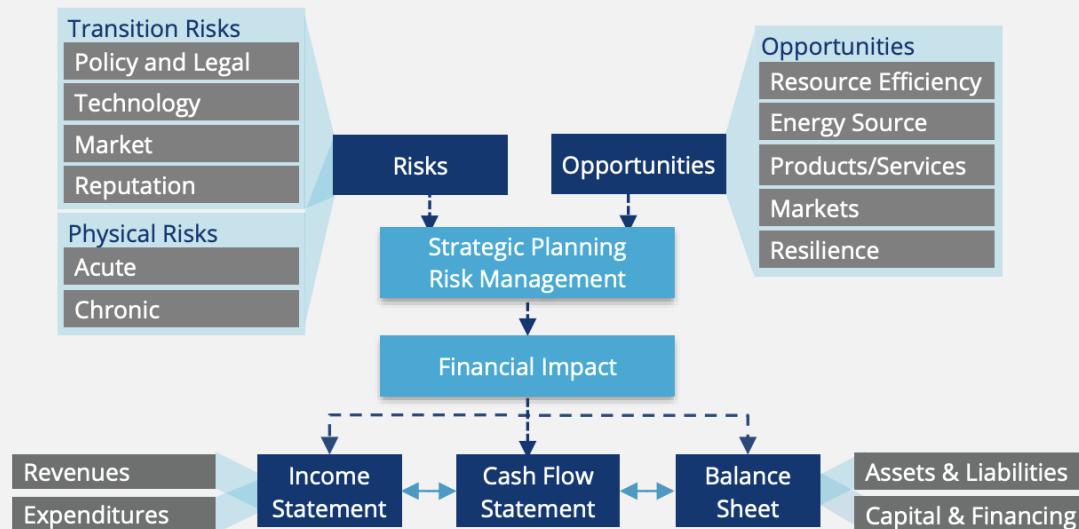 Transition Risks
Policy and Legal
Technology
Market
Reputation
Physical Risks
Acute
Chronic
Risks
Opportunities
Opportunities
Resource Efficiency
Energy Source
Products/Services
Markets
Resilience
Strategic Planning
Risk Management
Financial Impact
Revenues
Expenditures
Income
Statement
Cash Flow
Statement
Balance
Sheet
Assets & Liabilities
Capital & Financing